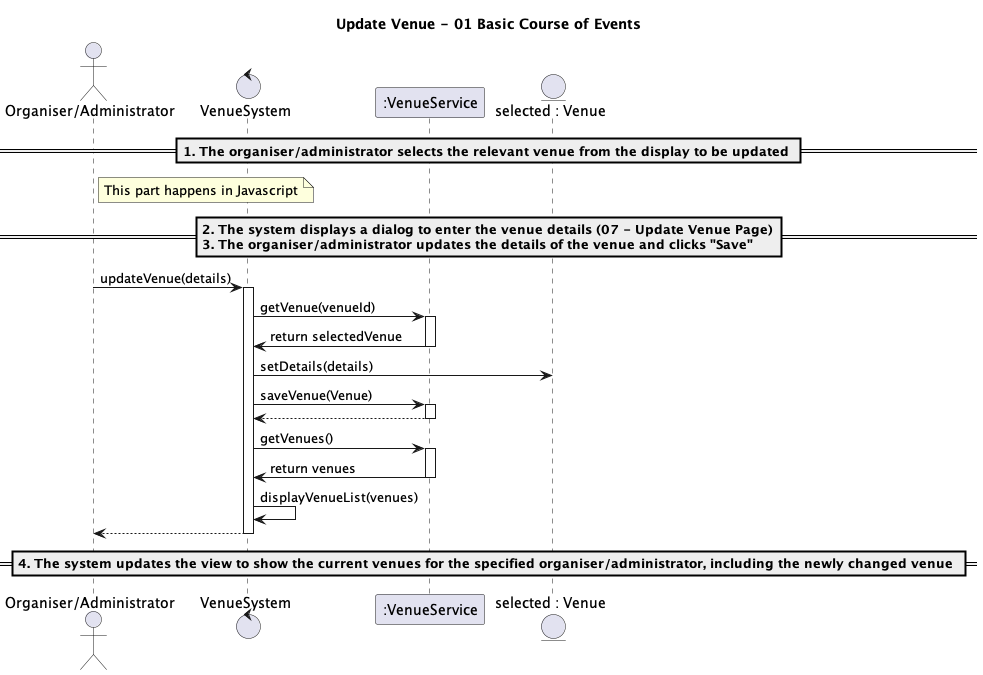 Update Venue - 01 Basic Course of Events
Organiser/Administrator
VenueSystem
:VenueService
selected : Venue
1. The organiser/administrator selects the relevant venue from the display to be updated
This part happens in Javascript
2. The system displays a dialog to enter the venue details (07 - Update Venue Page)
3. The organiser/administrator updates the details of the venue and clicks "Save"
updateVenue(details)
getVenue(venueId)
return selectedVenue
setDetails(details)
saveVenue(Venue)
getVenues()
return venues
displayVenueList(venues)
4. The system updates the view to show the current venues for the specified organiser/administrator, including the newly changed venue
Organiser/Administrator
VenueSystem
:VenueService
selected : Venue